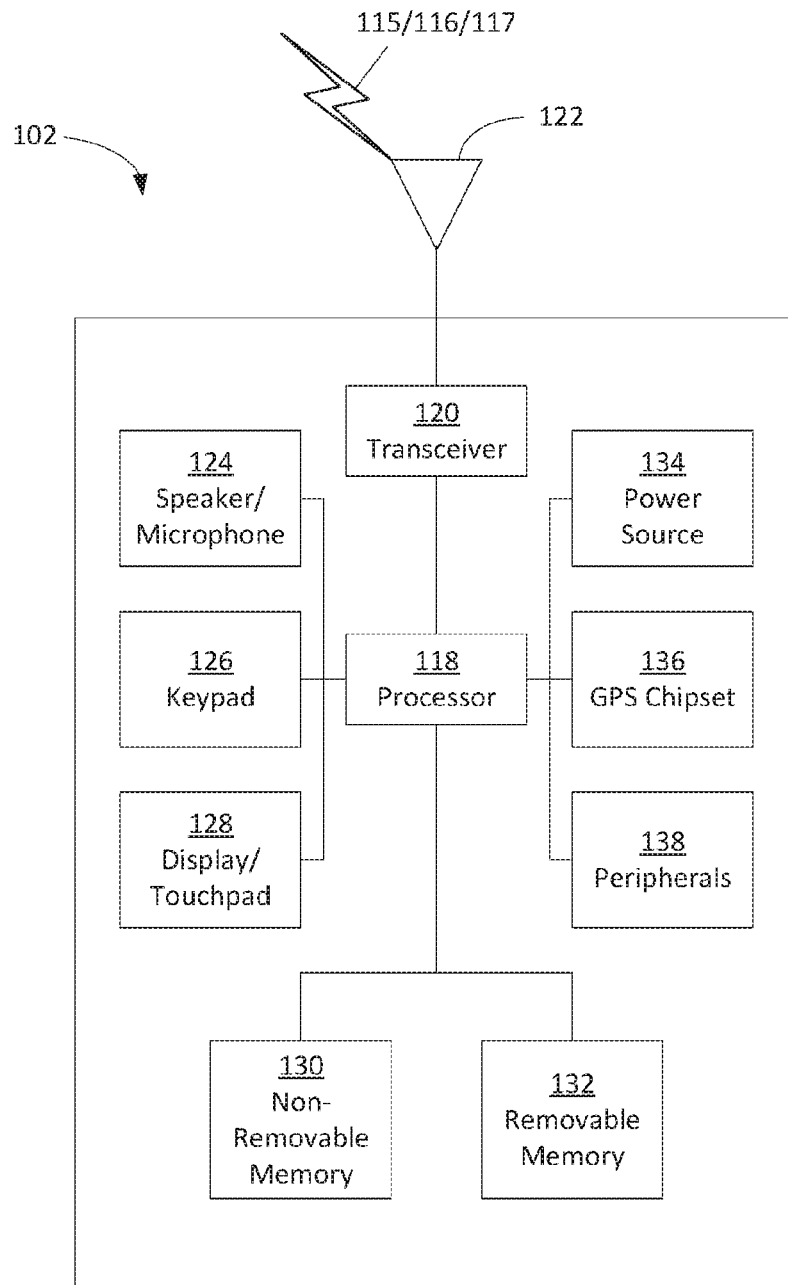 115/116/117
102
122
120
Transceiver
124
Speaker/
Microphone
134
Power
Source
126
Keypad
118
Processor
136
GPS Chipset
128
Display/
Touchpad
138
Peripherals
130
Non-
Removable
Memory
132
Removable
Memory